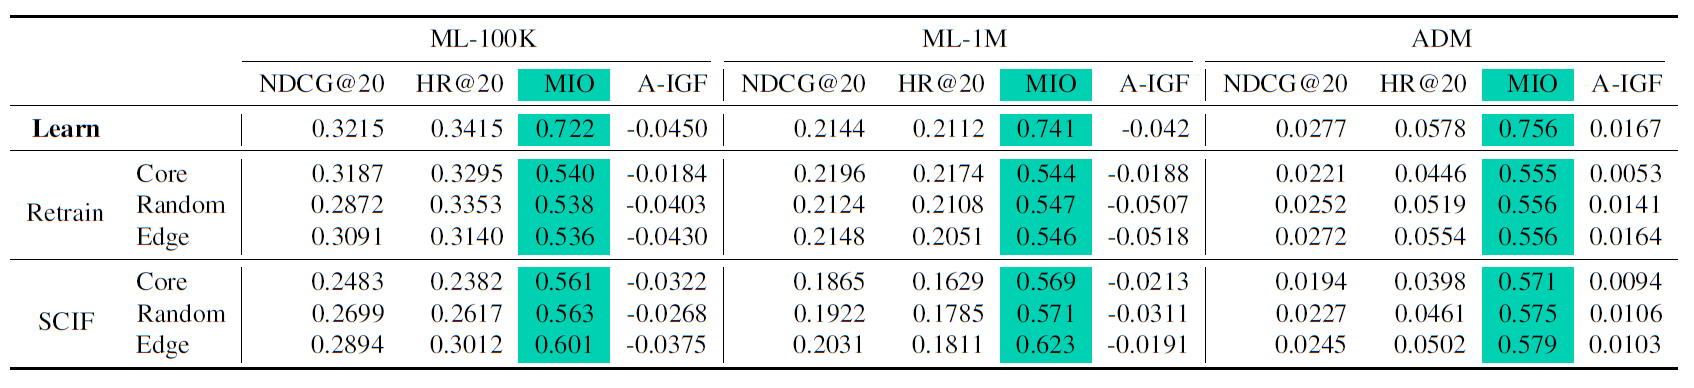 ML-100K ML-1M ADM
NDCG@20 HR@20 MIO A-IGF NDCG@20 HR@20 MIO A-IGF NDCG@20 HR@20 MIO A-IGF
Learn 0.3215 0.3415 0.722 -0.0450 0.2144 0.2112 0.741 -0.042 0.0277 0.0578 0.756 0.0167
Core 0.3187 0.3295 0.540 -0.0184 0.2196 0.2174 0.544 -0.0188 0.0221 0.0446 0.555 0.0053
Retrain Random 0.2872 0.3353 0.538 -0.0403 0.2124 0.2108 0.547 -0.0507 0.0252 0.0519 0.556 0.0141
Edge 0.3091 0.3140 0.536 -0.0430 0.2148 0.2051 0.546 -0.0518 0.0272 0.0554 0.556 0.0164
Core 0.2483 0.2382 0.561 -0.0322 0.1865 0.1629 0.569 -0.0213 0.0194 0.0398 0.571 0.0094
SCIF Random 0.2699 0.2617 0.563 -0.0268 0.1922 0.1785 0.571 -0.0311 0.0227 0.0461 0.575 0.0106
Edge 0.2894 0.3012 0.601 -0.0375 0.2031 0.1811 0.623 -0.0191 0.0245 0.0502 0.579 0.0103